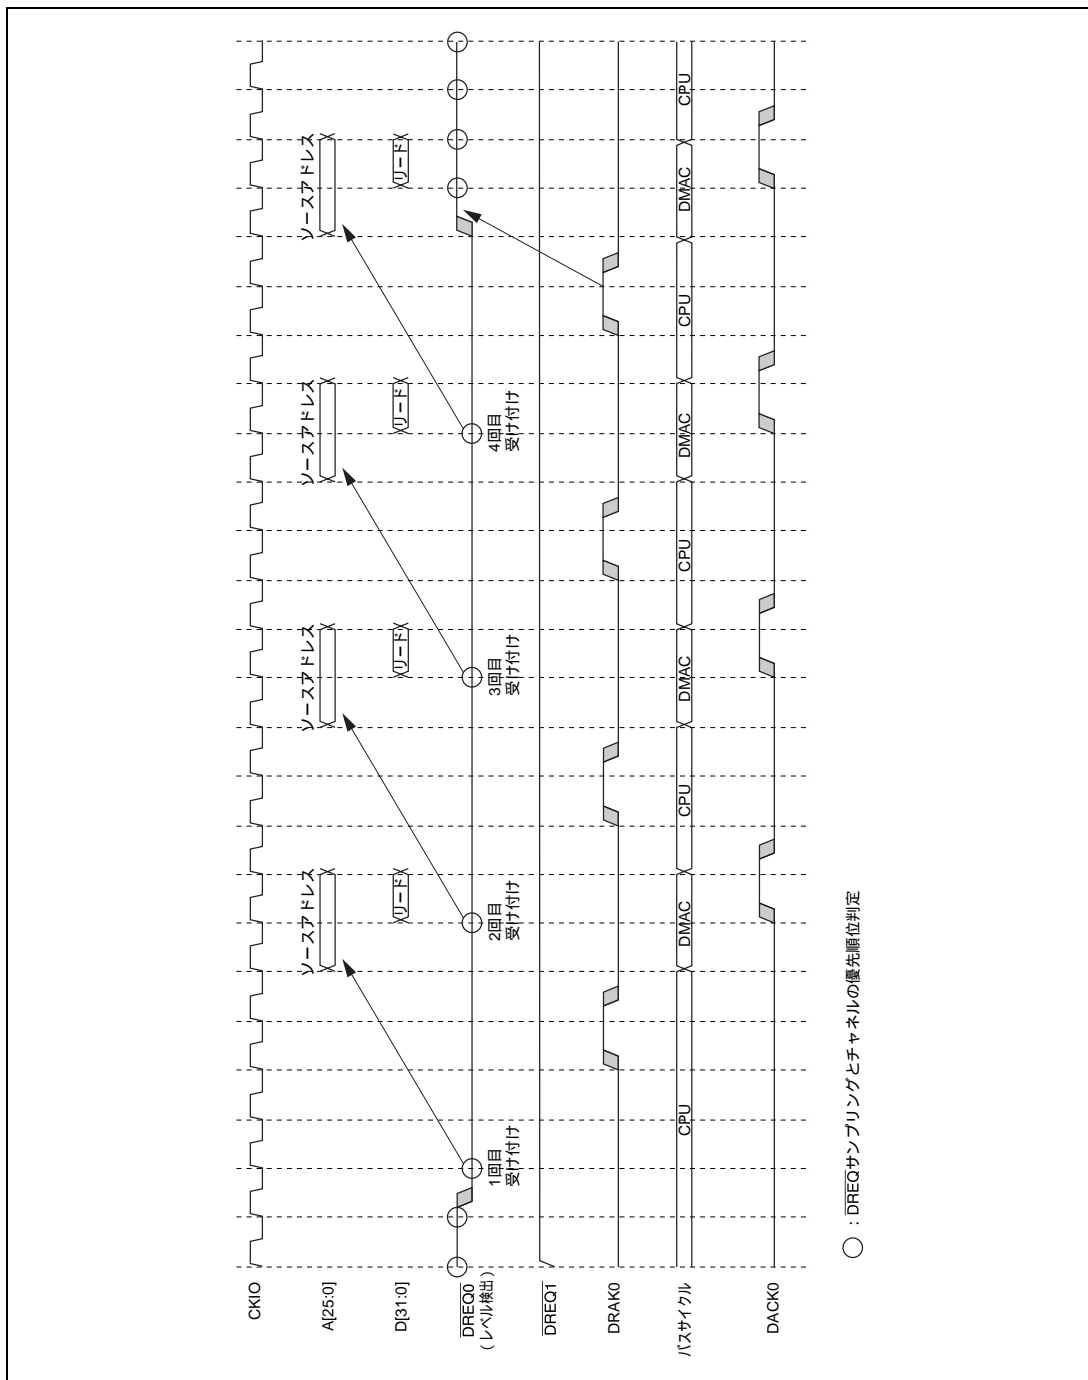 CKIO
A[25:0]
ソースアドレス
ソースアドレス
ソースアドレス
ソースアドレス
D[31:0]
リード
リード
リード
リード
DREQ0
(レベル検出)
1回目
受け付け
2回目
受け付け
3回目
受け付け
4回目
受け付け
DREQ1
DRAK0
バスサイクル
CPU
DMAC
CPU
DMAC
CPU
DMAC
CPU
DMAC
CPU
DACK0
○ : DREQサンプリングとチャネルの優先順位判定